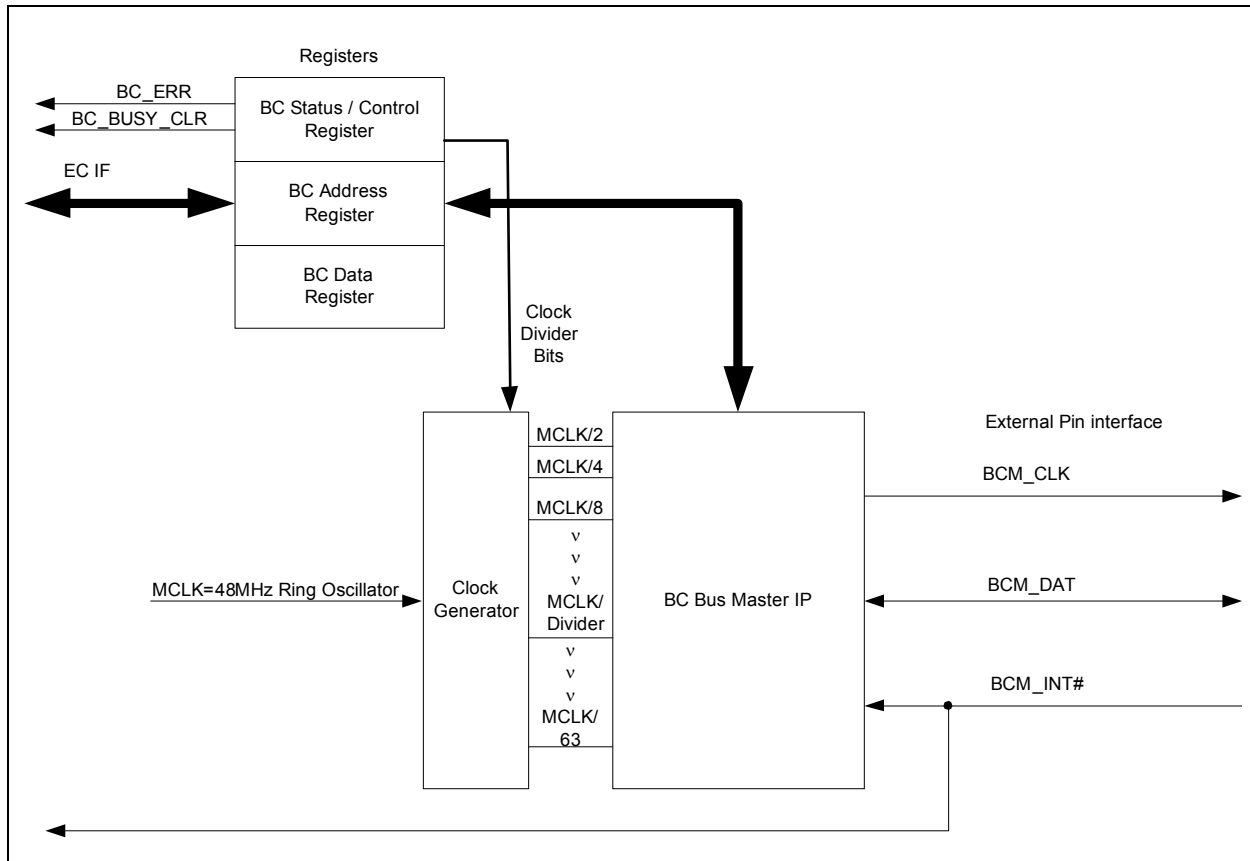 Registers
BC_ERR
BC_BUSY_CLR
BC Status / Control
Register
EC IF
BC Address
Register
BC Data
Register
Clock
Divider
Bits
MCLK/2
MCLK/4
MCLK/8
ν
ν
ν
MCLK/
Divider
ν
ν
ν
MCLK/
63
MCLK=48MHz Ring Oscillator
Clock
Generator
BC Bus Master IP
External Pin interface
BCM_CLK
BCM_DAT
BCM_INT#